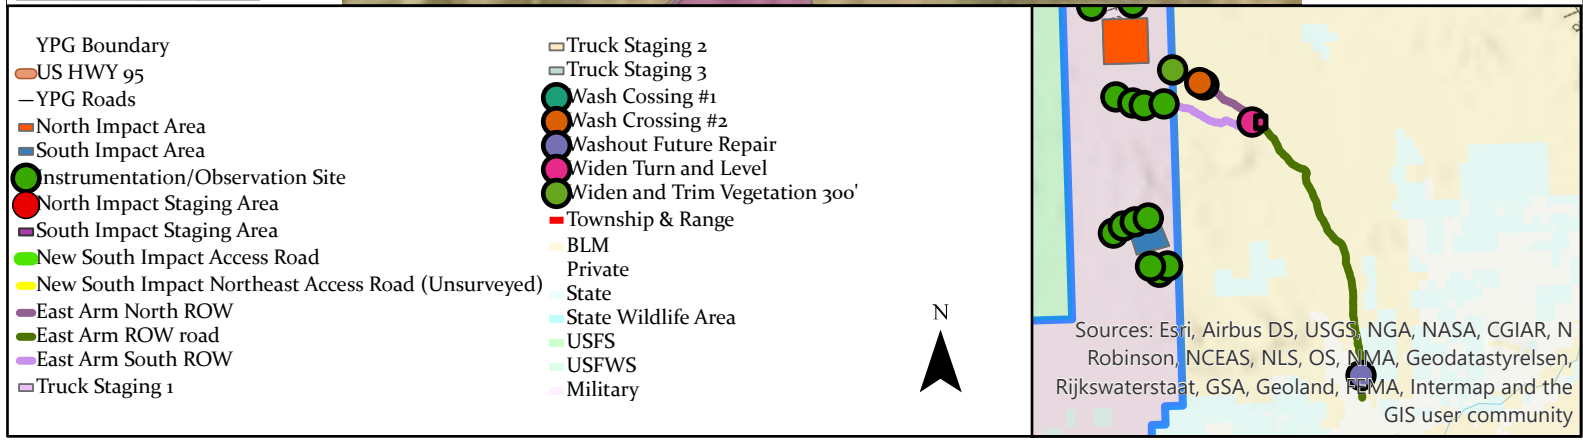 YPG Boundary
US HWY 95
YPG Roads
North Impact Area
South Impact Area
Instrumentation/Observation Site
North Impact Staging Area
South Impact Staging Area
New South Impact Access Road
New South Impact Northeast Access Road (Unsurveyed)
East Arm North ROW
East Arm ROW road
East Arm South ROW
Truck Staging 1
Truck Staging 2
Truck Staging 3
Wash Cossing #1
Wash Crossing #2
Washout Future Repair
Widen Turn and Level
Widen and Trim Vegetation 300'
Township & Range
BLM
Private
State
State Wildlife Area
USFS
USFWS
Military
N
Sources: Esri, Airbus DS, USGS, NGA, NASA, CGIAR, N
Robinson, NCEAS, NLS, OS, NMA, Geodatastyrelsen,
Rijkswaterstaat, GSA, Geoland, FEMA, Intermap and the
GIS user community